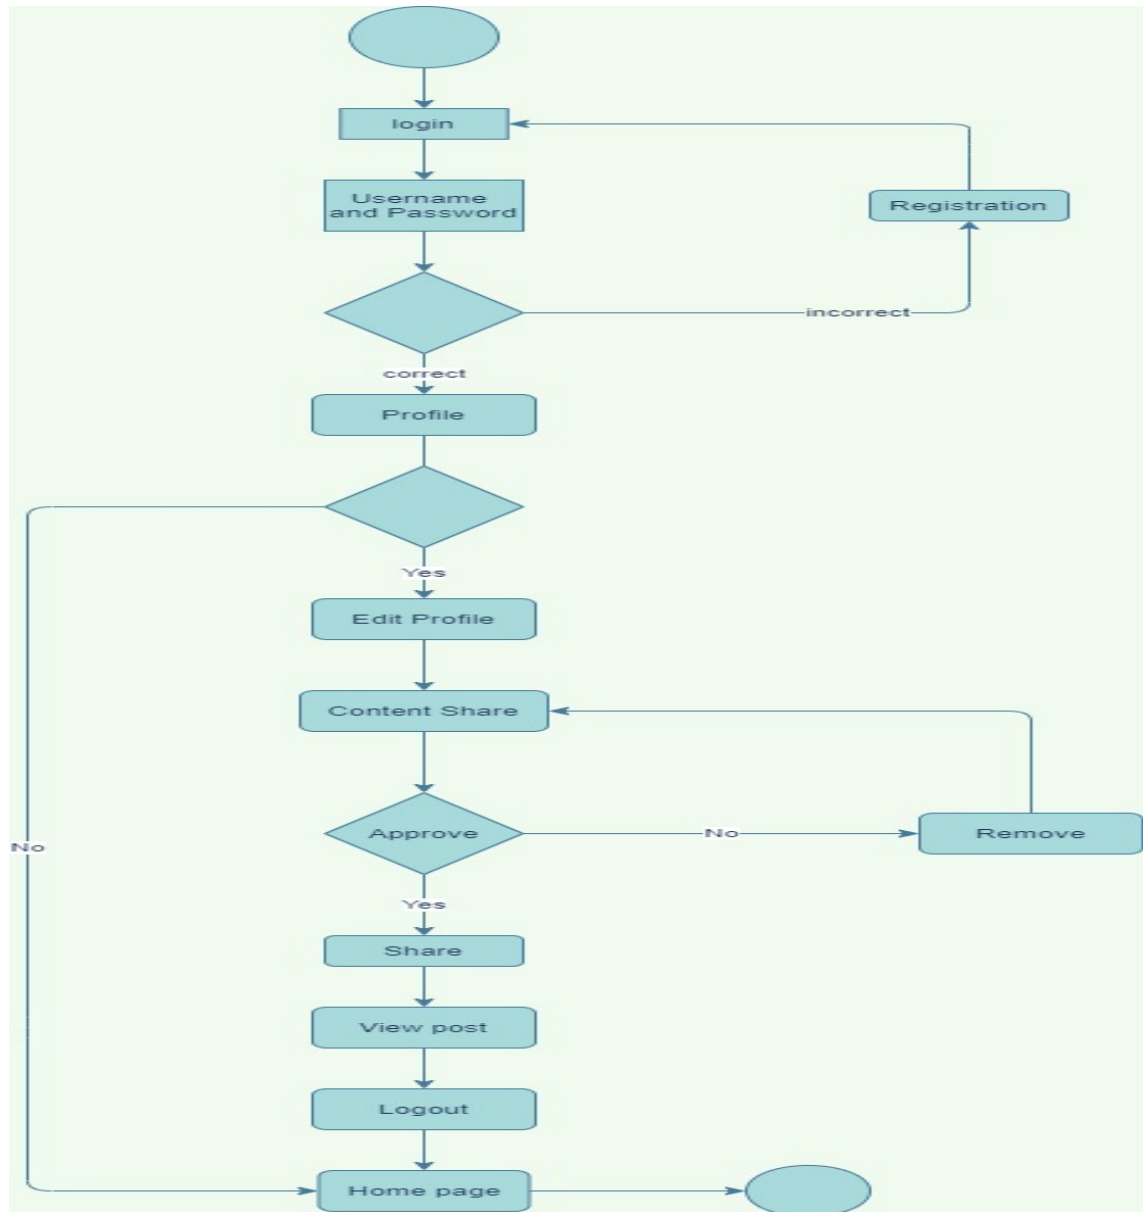 login
Username
and Password
Registration
incorrect
correct
Profile
Yes
Edit Profile
Content Share
Approve
No
Remove
No
Yes
Share
View post
Logout
Home page